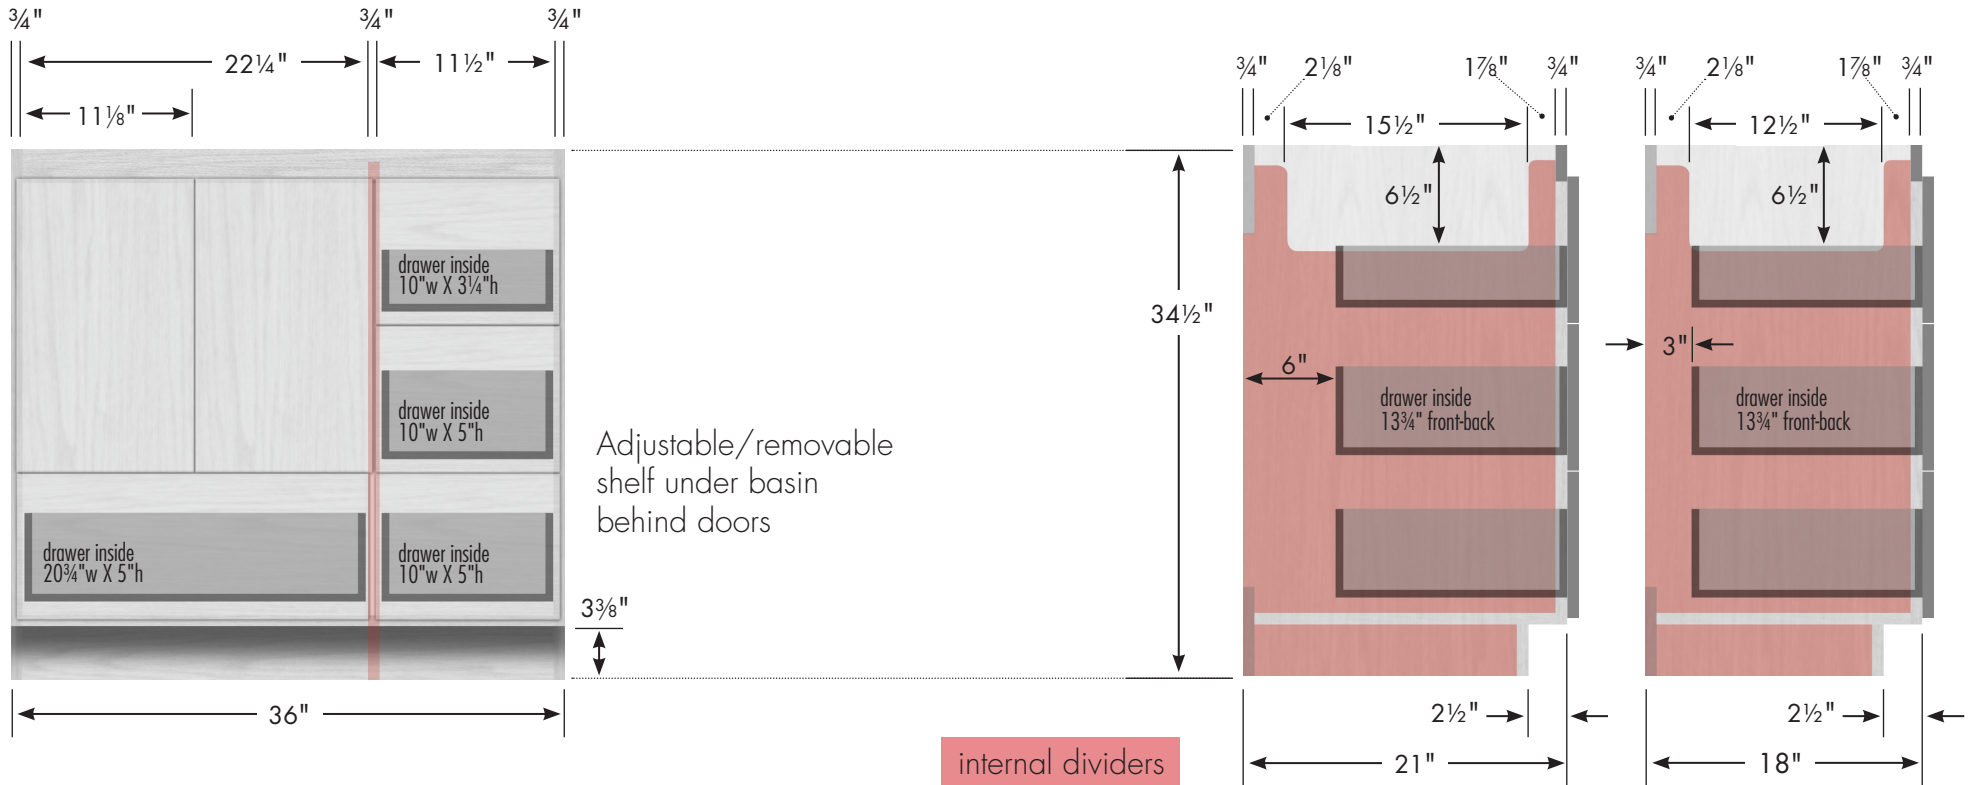 ¾" ¾" ¾"
22¼" 11½"
11⅛"
drawer inside
10"w X 3¼"h
drawer inside
10"w X 5"h
drawer inside
20¾"w X 5"h
drawer inside
10"w X 5"h
3⅜"
36"
Adjustable/removable
shelf under basin
behind doors
34½"
internal dividers
¾" 2⅛" 1⅞" ¾"
15½"
6½"
6"
drawer inside
13¾" front-back
2½"
21"
¾" 2⅛" 1⅞" ¾"
12½"
6½"
3"
drawer inside
13¾" front-back
2½"
18"